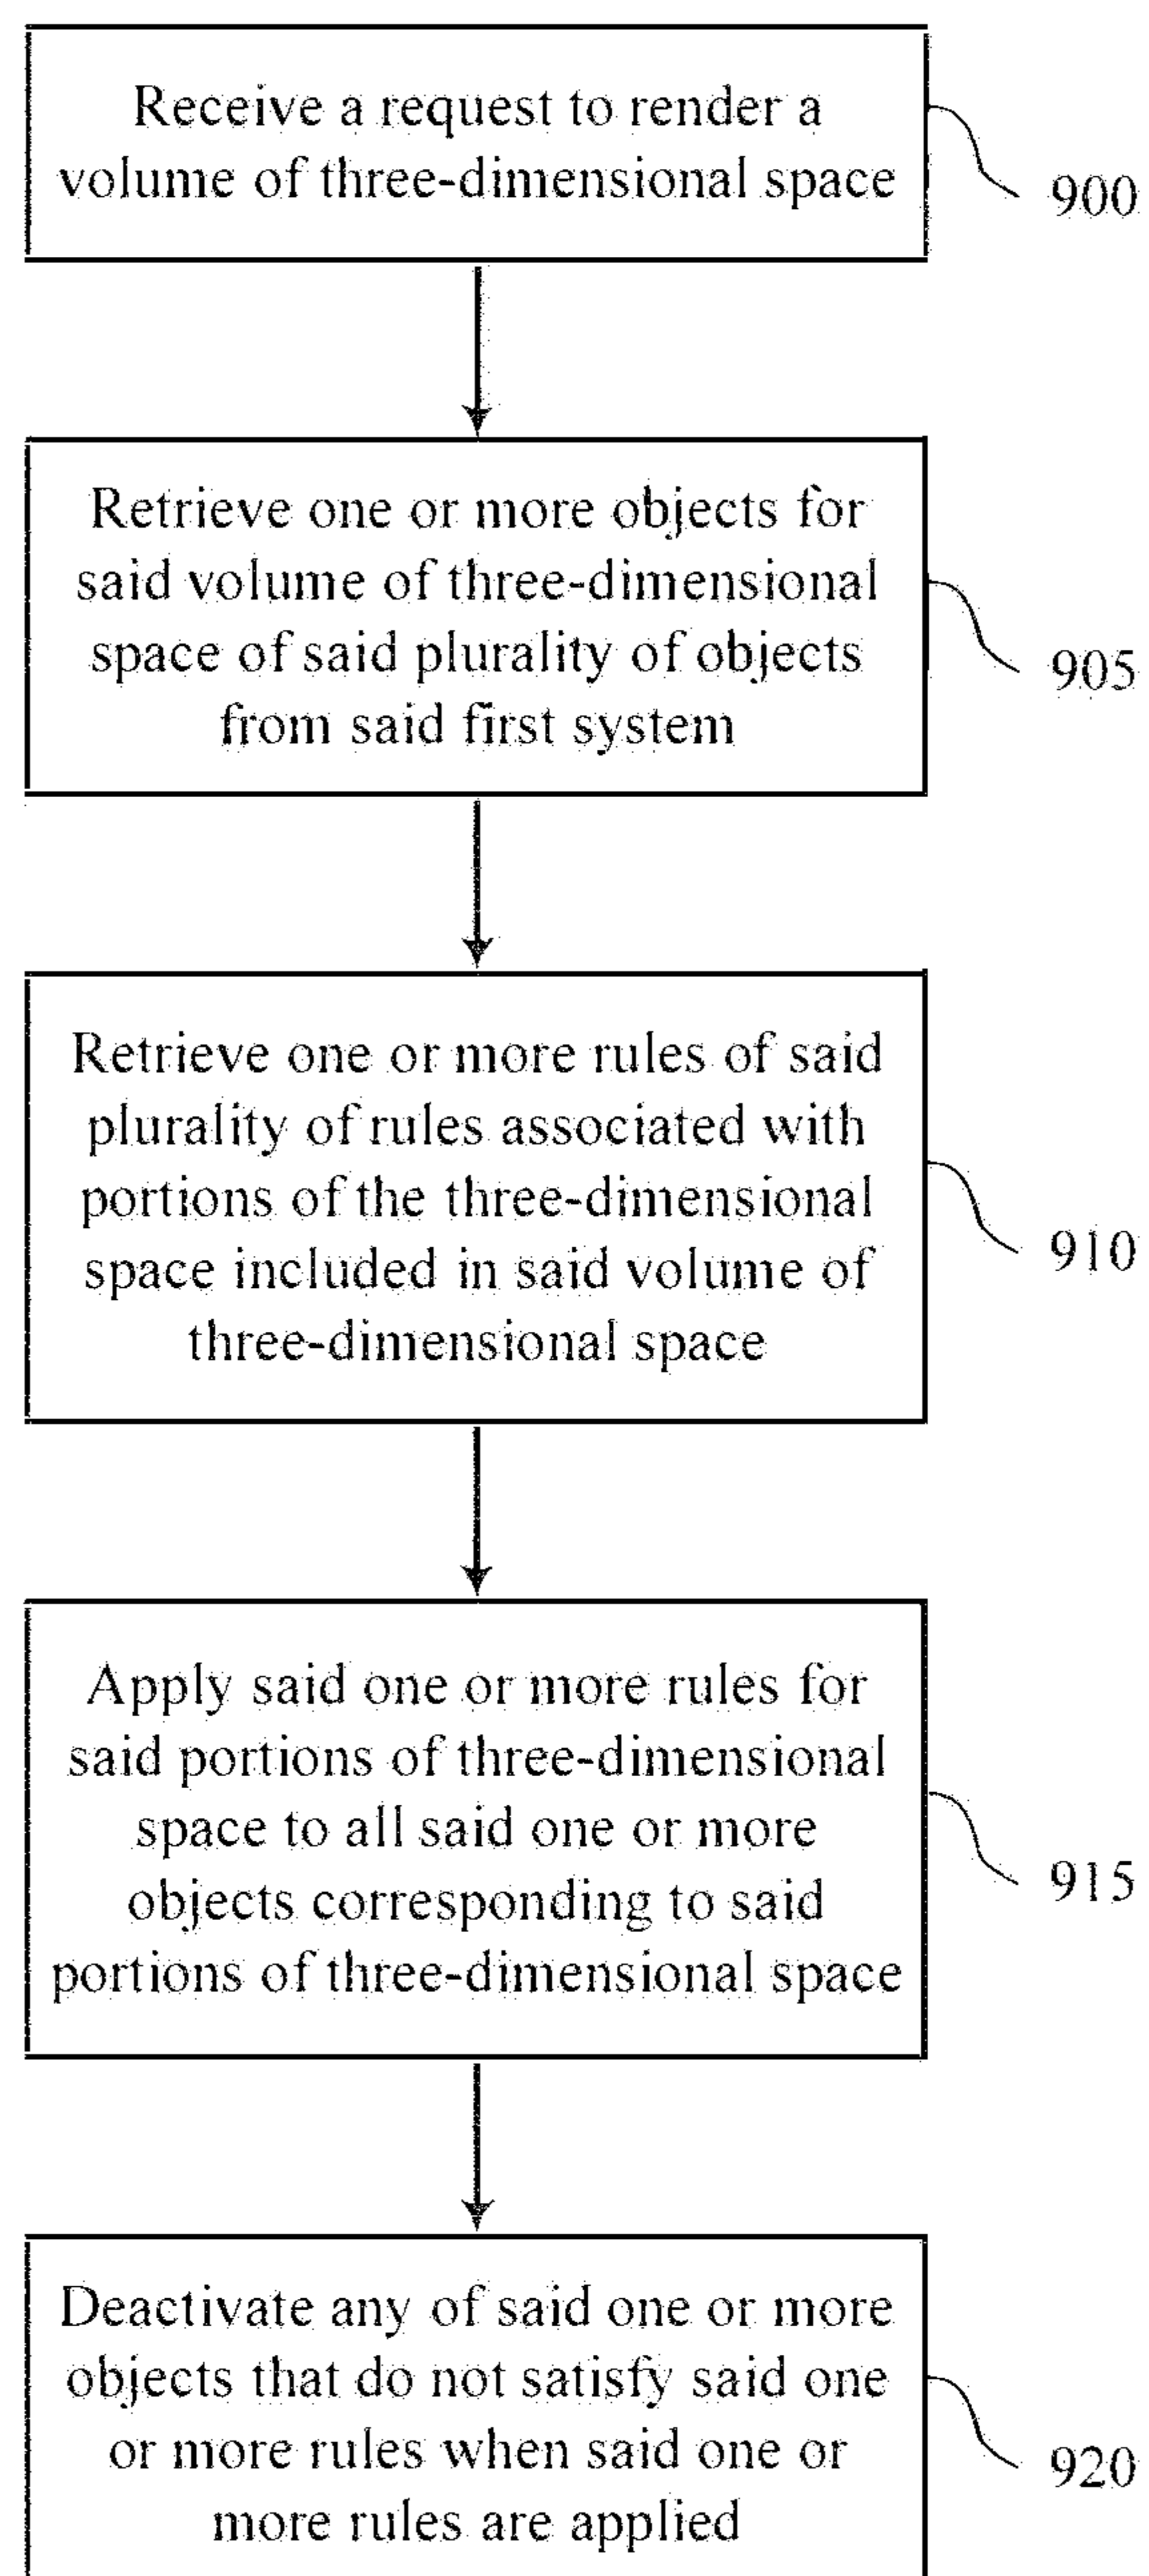 Receive a request to render a
volume of three-dimensional space
900
Retrieve one or more objects for
said volume of three-dimensional
space of said plurality of objects
from said first system
905
Retrieve one or more rules of said
plurality of rules associated with
portions of the three-dimensional
space included in said volume of
three-dimensional space
910
Apply said one or more rules for
said portions of three-dimensional
space to all said one or more
objects corresponding to said
portions of three-dimensional space
915
Deactivate any of said one or more
objects that do not satisfy said one
or more rules when said one or
more rules are applied
920